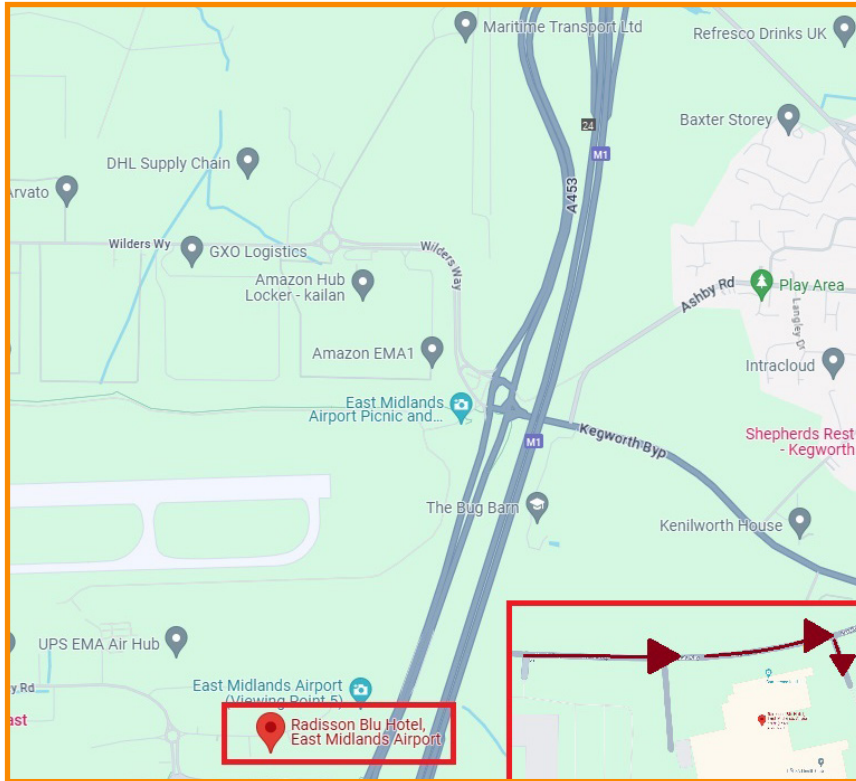 Maritime Transport Ltd
Refresco Drinks UK
24
M1
Baxter Storey
DHL Supply Chain
Arvato
A453
Wilders Wy
GXO Logistics
Wilders Way
Amazon Hub
Locker - kailan
Ashby Rd
Play Area
Langley Dr
Amazon EMA1
Intracloud
East Midlands
Airport Picnic and...
M1
Kegworth Byp
Shepherds Rest
- Kegworth
The Bug Barn
Kenilworth House
UPS EMA Air Hub
y Rd
East Midlands Airport
(Viewing Point 5)
ast
Radisson Blu Hotel,
East Midlands Airport